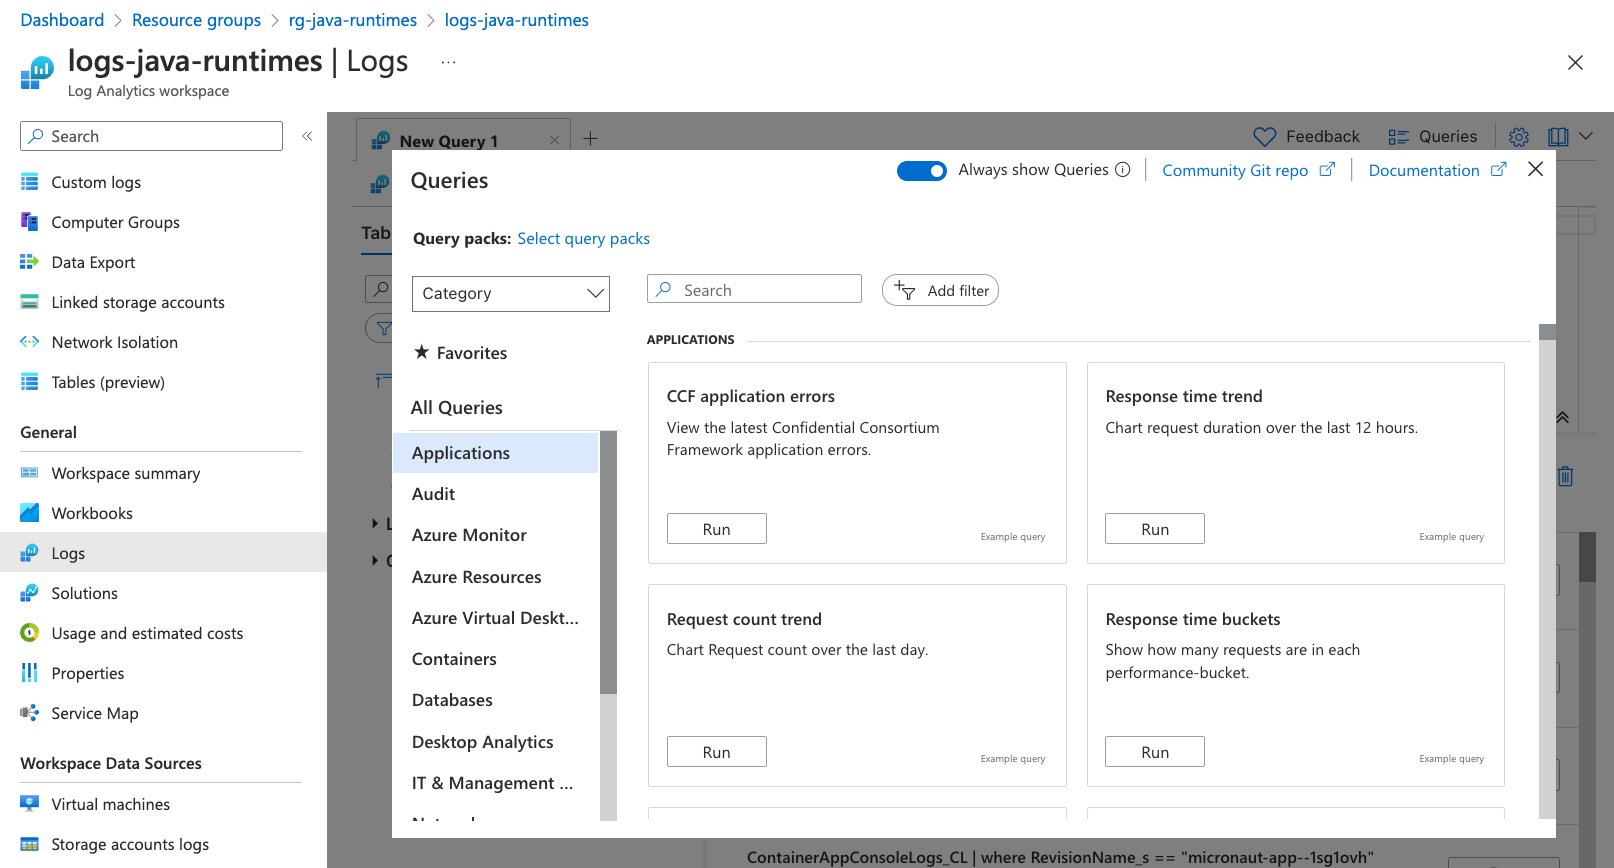 Dashboard > Resource groups > rg-java-runtimes > logs-java-runtimes
logs-java-runtimes | Logs ...
Log Analytics workspace
Search
Custom logs
Computer Groups
Data Export
Linked storage accounts
Network Isolation
Tables (preview)
General
Workspace summary
Workbooks
Logs
Solutions
Usage and estimated costs
Properties
Service Map
Workspace Data Sources
Virtual machines
Storage accounts logs
New Query 1
Feedback
Queries
Tab
Queries
Always show Queries
Community Git repo
Documentation
Query packs: Select query packs
Category
Search
Add filter
★ Favorites
All Queries
Applications
Audit
Azure Monitor
Azure Resources
Azure Virtual Deskt...
Containers
Databases
Desktop Analytics
IT & Management ...
APPLICATIONS
CCF application errors
View the latest Confidential Consortium
Framework application errors.
Run
Example query
Response time trend
Chart request duration over the last 12 hours.
Run
Example query
Request count trend
Chart Request count over the last day.
Run
Example query
Response time buckets
Show how many requests are in each
performance-bucket.
Run
Example query
ContainerAppConsoleLogs_CL | where RevisionName_s == "micronaut-app--1sg1ovh"